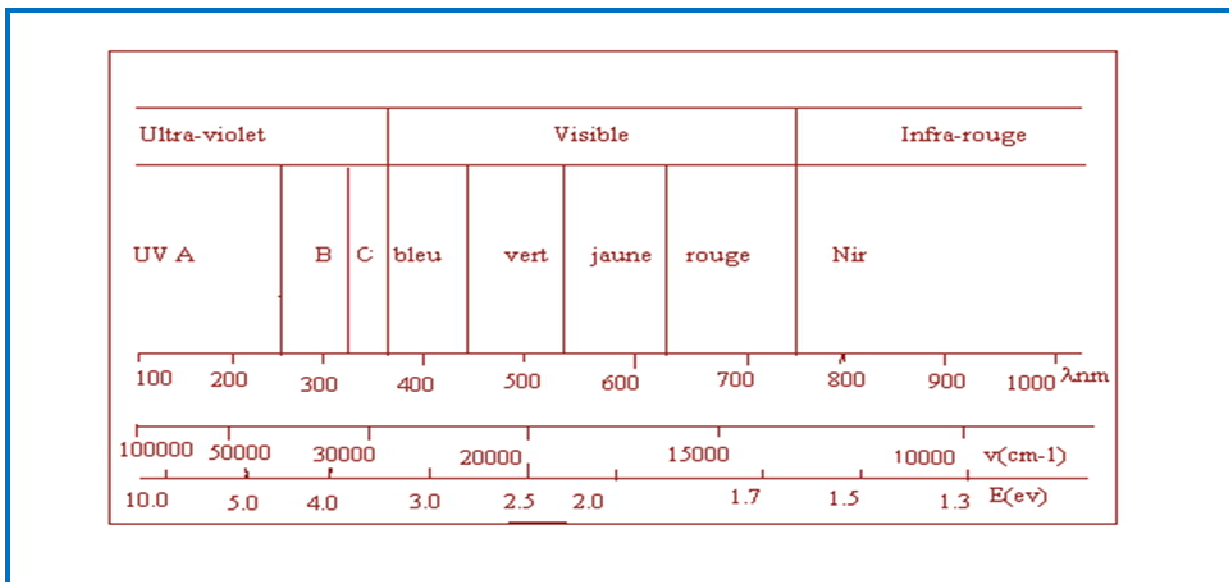 Ultra-violet Visible Infra-rouge
UV A B C bleu vert jaune rouge Nir
100 200 300 400 500 600 700 800 900 1000 λnm
100000 50000 30000 20000 15000 10000 v(cm-1)
10.0 5.0 4.0 3.0 2.5 2.0 1.7 1.5 1.3 E(ev)